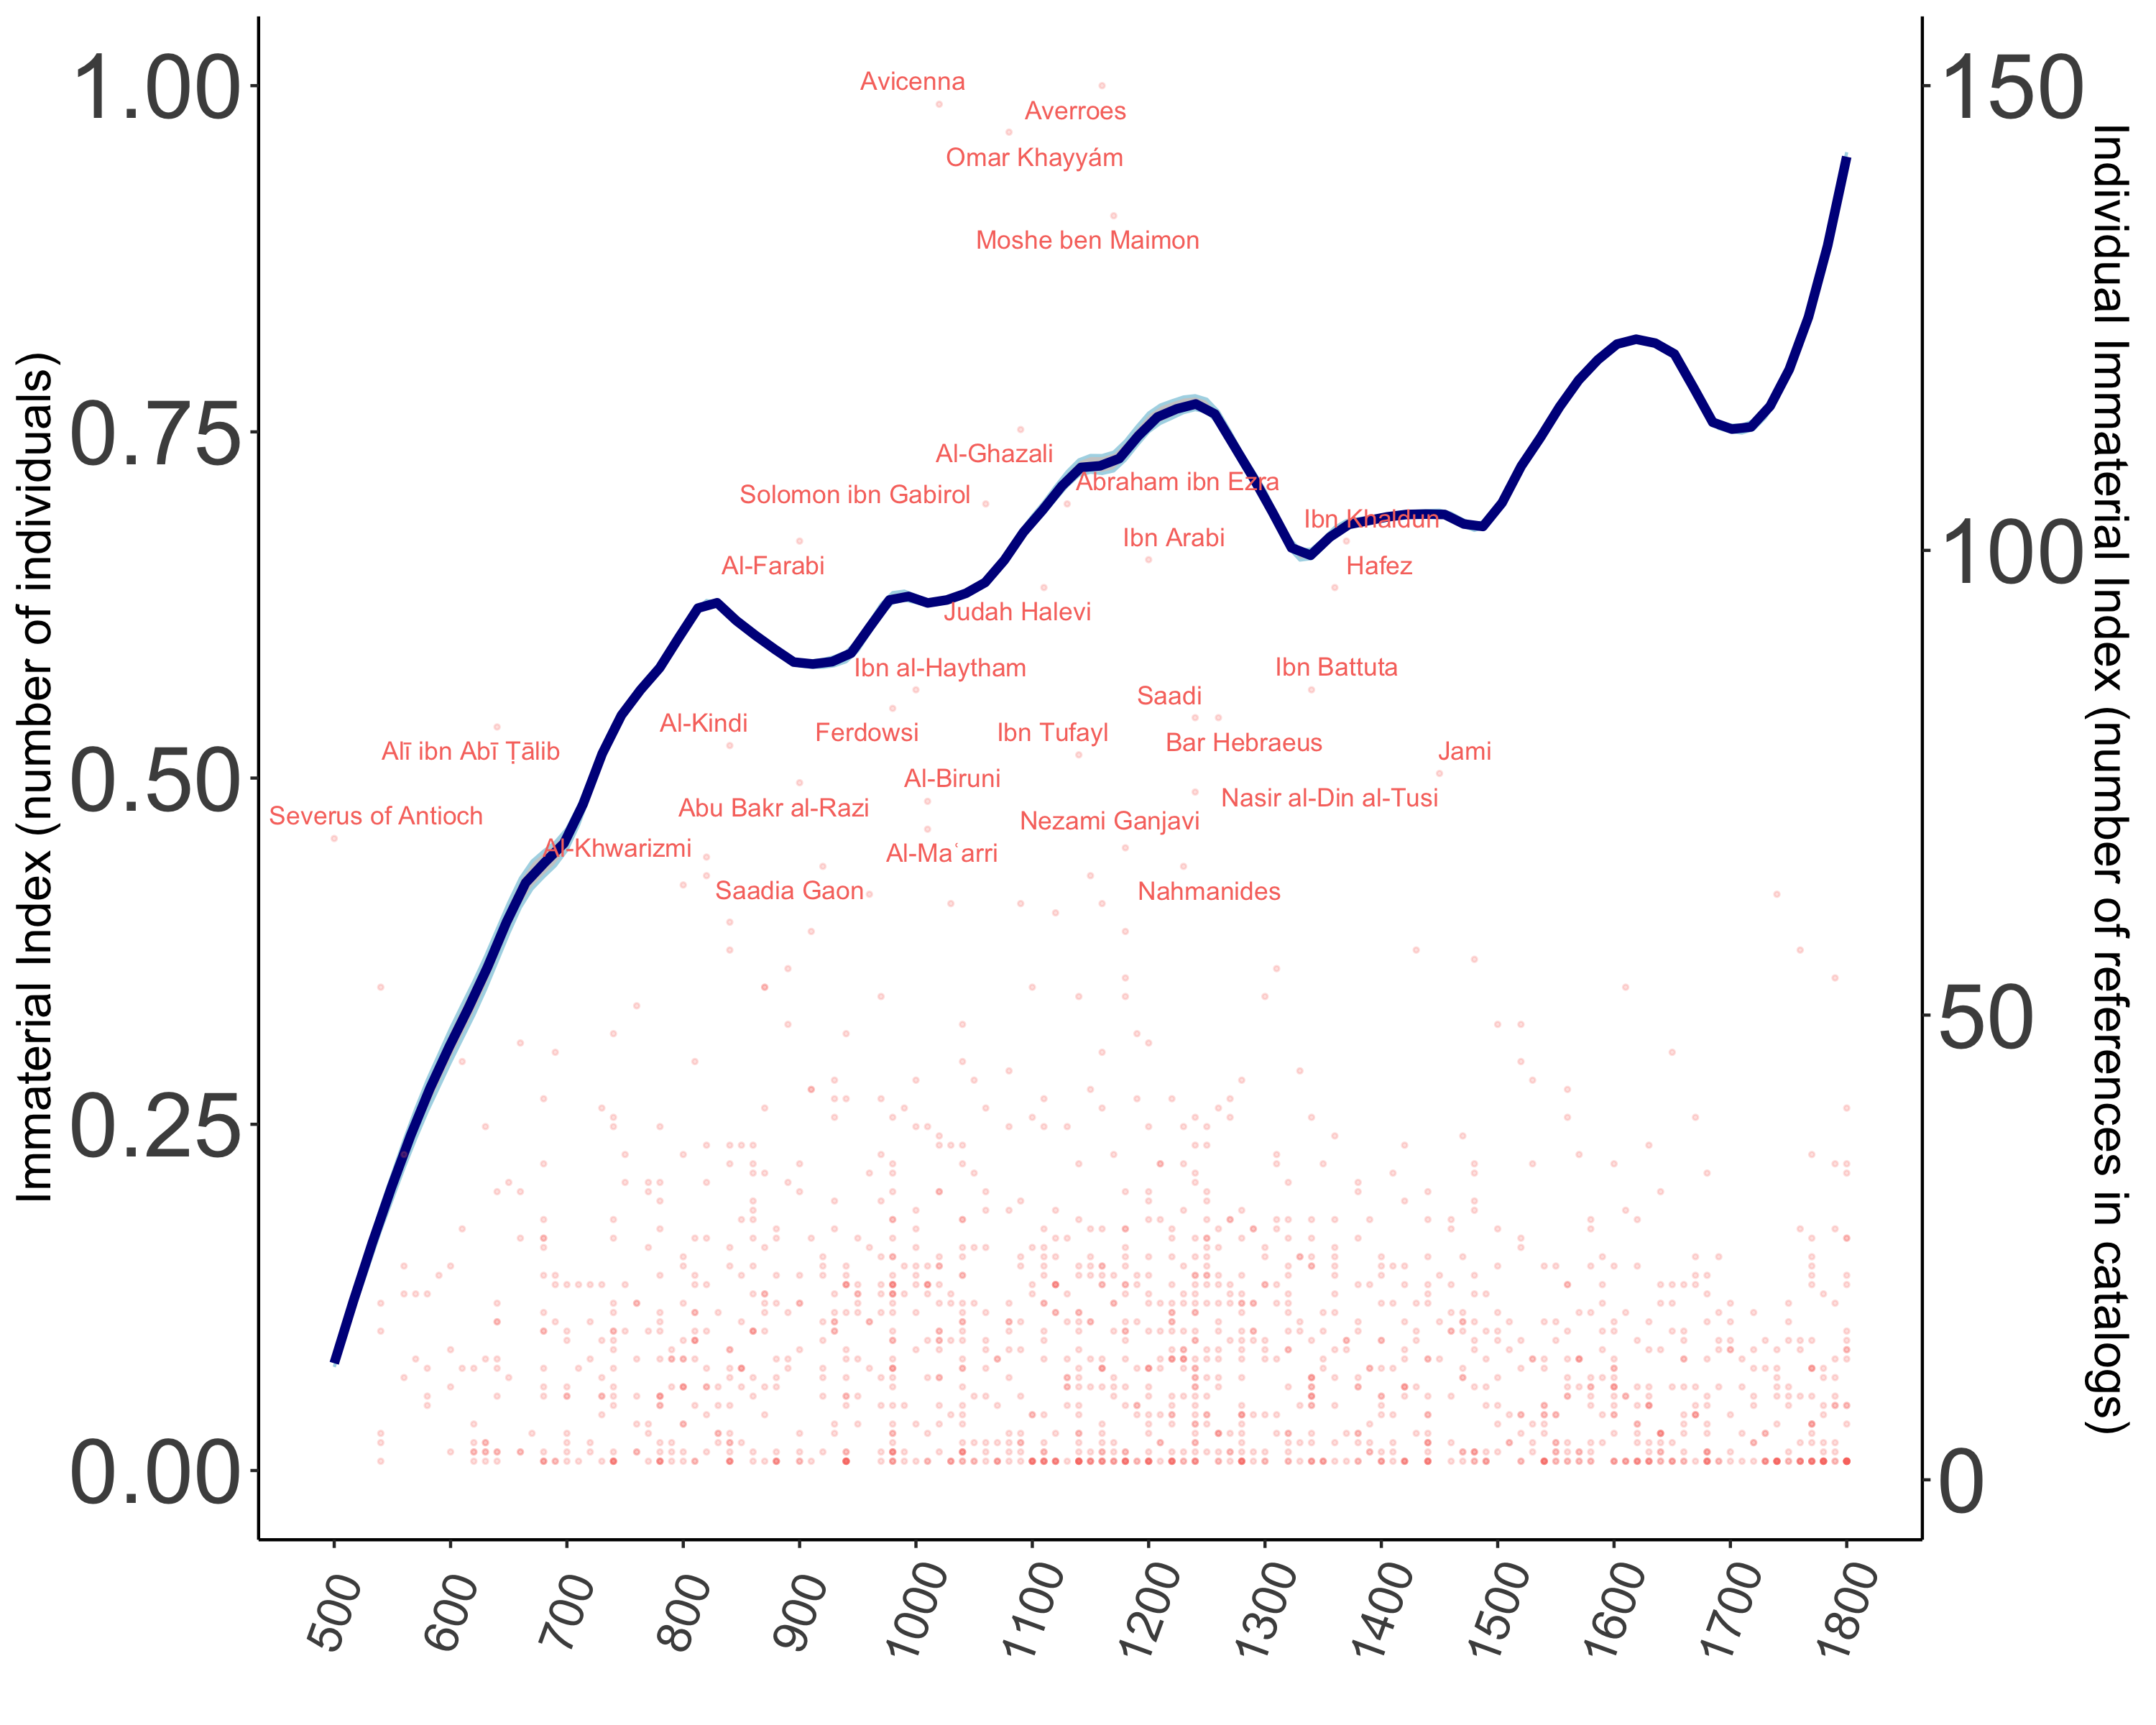 1.00
0.75
0.50
0.25
0.00
Immaterial Index (number of individuals)
150
100
50
0
Individual Immaterial Index (number of references in catalogs)
Avicenna
Averroes
Omar Khayyám
Moshe ben Maimon
Al-Ghazali
Abraham ibn Ezra
Solomon ibn Gabirol
Ibn Khaldun
Ibn Arabi
Al-Farabi
Hafez
Judah Halevi
Ibn al-Haytham
Ibn Battuta
Saadi
Al-Kindi
Ferdowsi
Ibn Tufayl
Bar Hebraeus
Alī ibn Abī Ṭālib
Jami
Al-Biruni
Nasir al-Din al-Tusi
Abu Bakr al-Razi
Severus of Antioch
Nezami Ganjavi
Al-Khwarizmi
Al-Maʿarri
Saadia Gaon
Nahmanides
500
600
700
800
900
1000
1100
1200
1300
1400
1500
1600
1700
1800